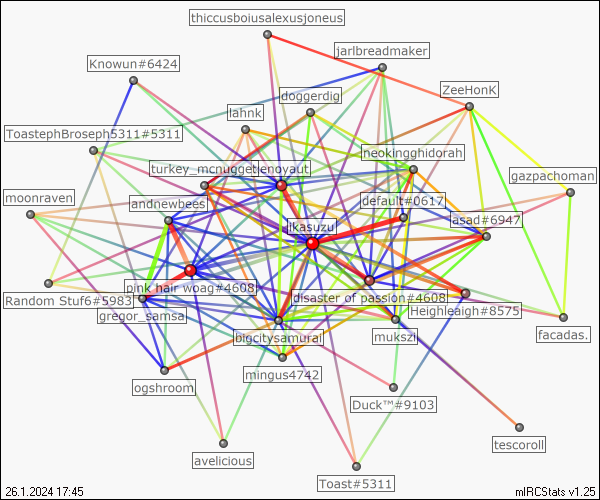 thiccusboiusalexusjoneus
jarlbreadmaker
Knowun#6424
ZeeHonK
doggerdig
lahnk
ToastephBroseph5311#5311
neokingghidorah
turkey_mcnugget
jenoyaut
gazpachoman
moonraven
andnewbees
default#0617
asad#6947
ikasuzu
pink hair wpag#4608
disaster of passion#4608
Random Stuf6#5983
gregor_samsa
Heighleaigh#8575
bigcitysamurai
mukszi
facadas.
mingus4742
ogshroom
Duck™#9103
tescoroll
avelicious
Toast#5311
26.1.2024 17:45
mIRCStats v1.25